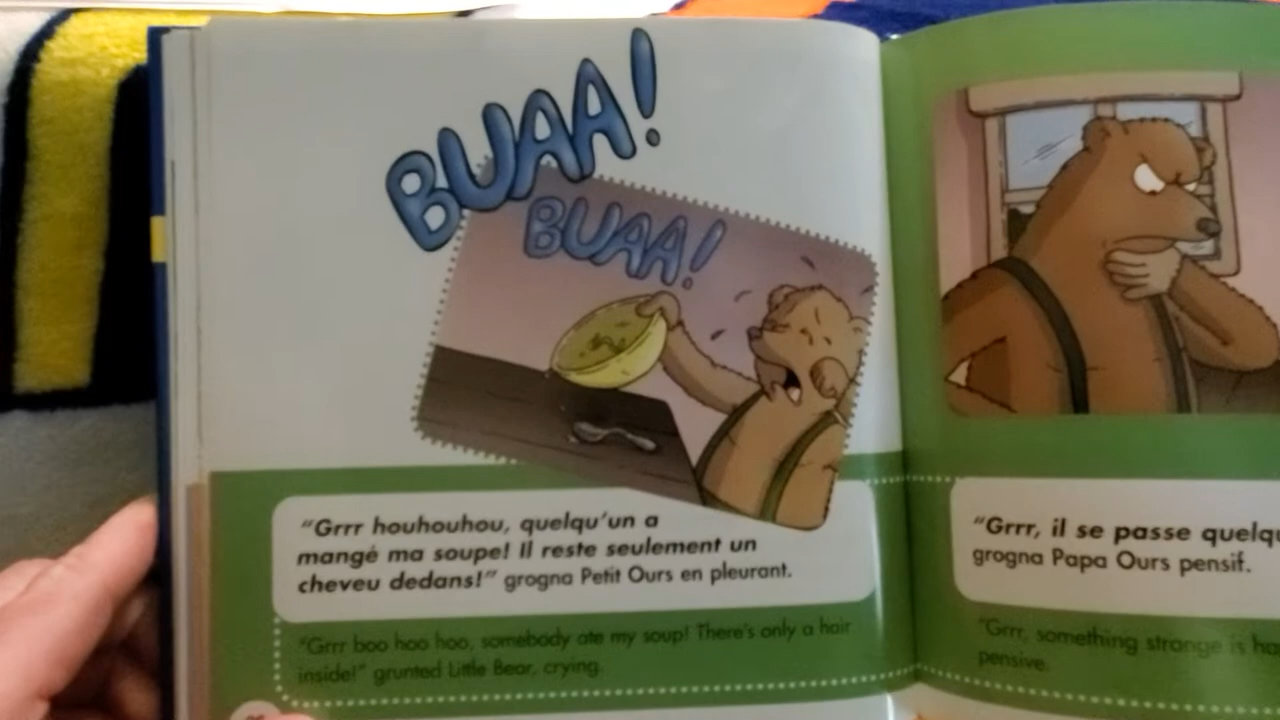 BUAA!
BUAA!
"Grrr houhouhou, quelqu'un a
mangé ma soupe! Il reste seulement un
cheveu dedans!" grogna Petit Ours en pleurant.
"Grrr boo hoo hoo, somebody ate my soup! There's only a hair
inside!" grunted Little Bear, crying.
"Grrr, il se passe
grogna Papa Ours pensif.
"Grrr, something strange is
pensive.